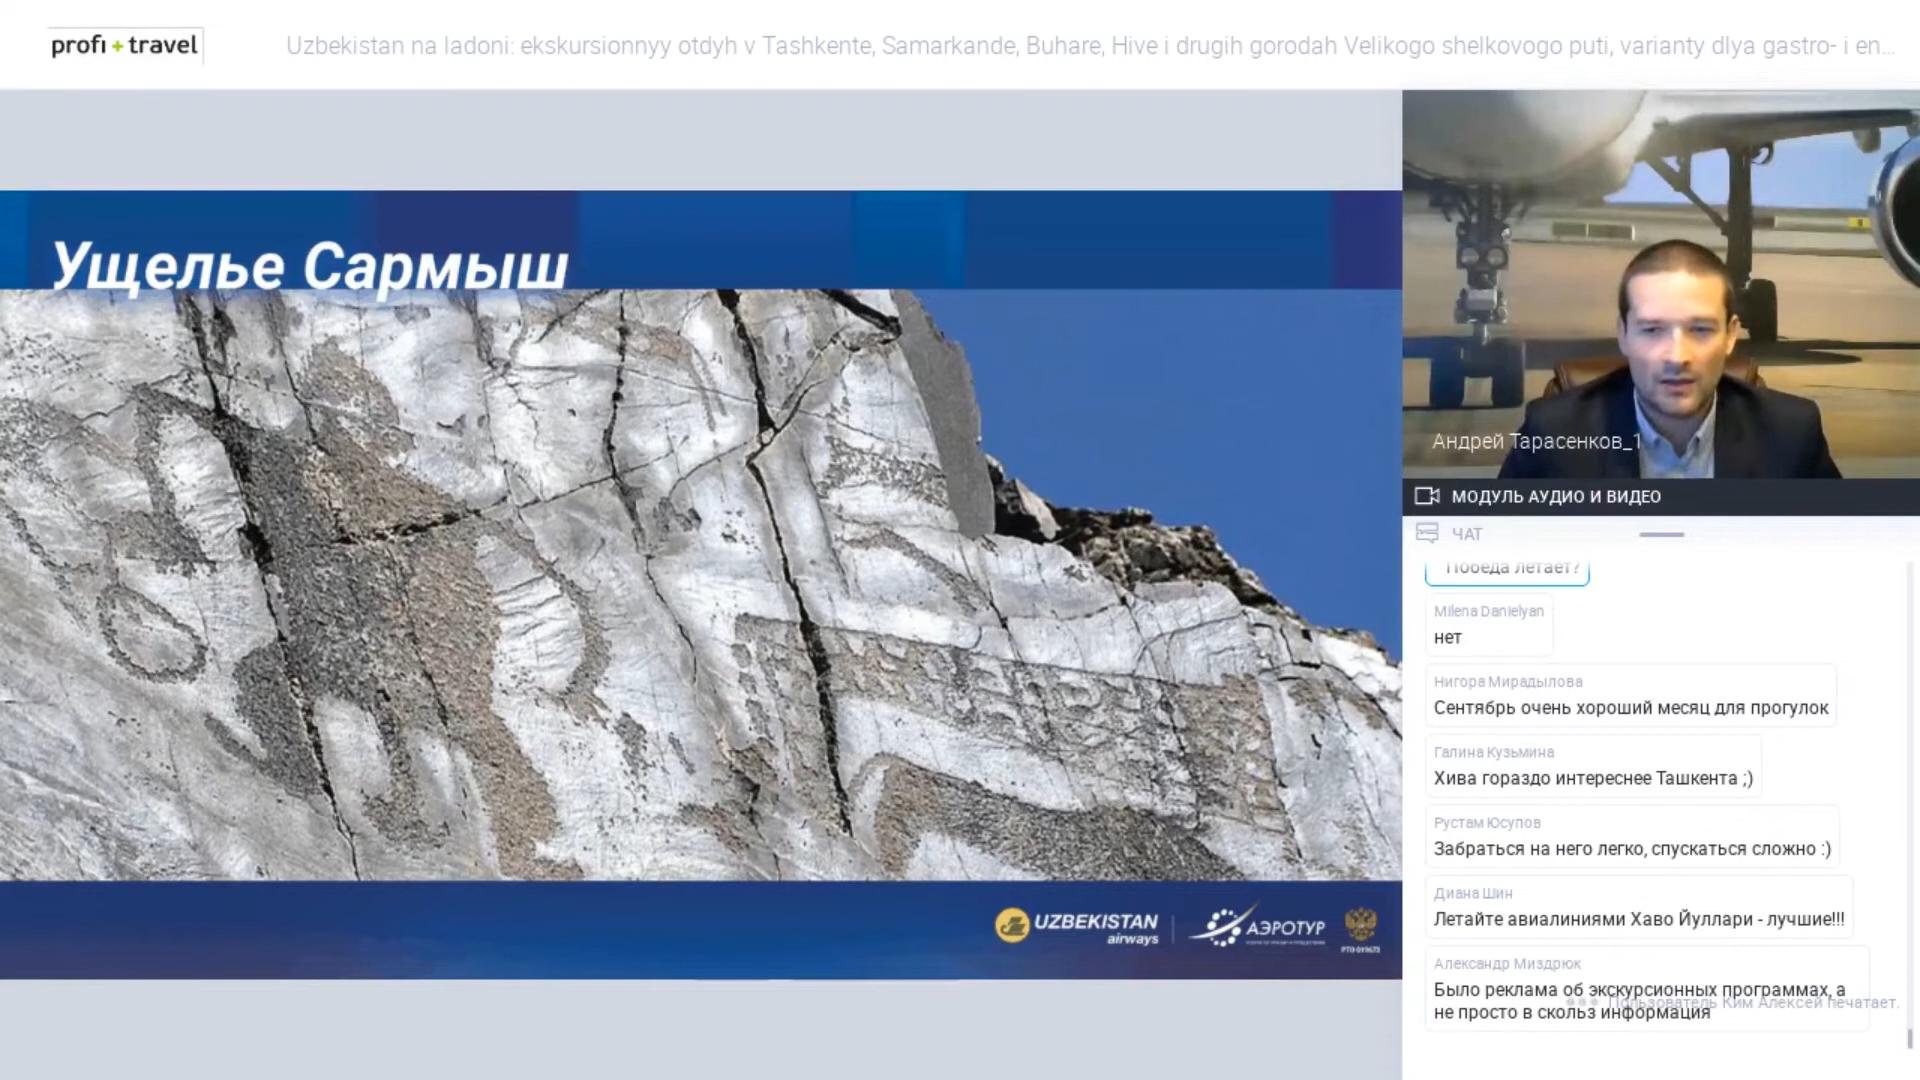 profi + travel
Uzbekistan na ladoni: ekskursionnyy otdyh v Tashkente, Samarkande, Buhare, Hive i drugih gorodah Velikogo shelkovogo puti, varianty dlya gastro- i en...
Ущелье Сармыш
UZBEKISTAN
airways
АЭРОТУР
Андрей Тарасенков_1
МОДУЛЬ АУДИО И ВИДЕО
ЧАТ
Победа летает?
Milena Danielyan
нет
Нигора Мирадылова
Сентябрь очень хороший месяц для прогулок
Галина Кузьмина
Хива гораздо интереснее Ташкента ;)
Рустам Юсупов
Забраться на него легко, спускаться сложно :)
Диана Шин
Летайте авиалиниями Хаво Йуллари - лучшие!!!
Александр Миздрюк
Было реклама об экскурсионных программах, а
не просто в скольз информация
Пользователь Ким Алексей печатает.